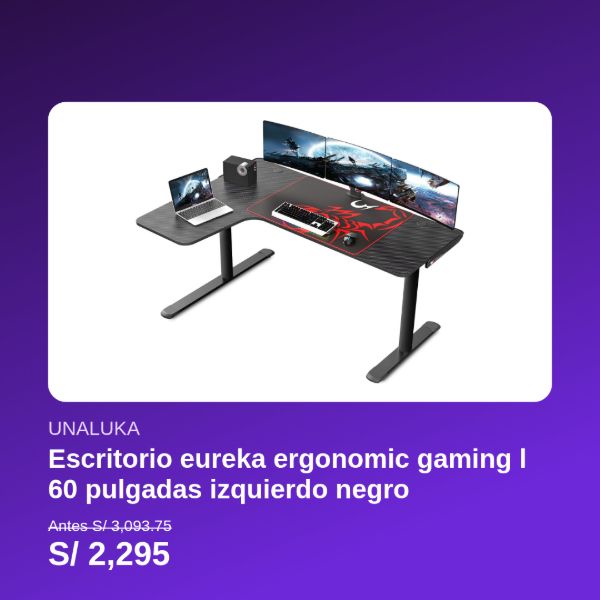 UNALUKA
Escritorio eureka ergonomic gaming l
60 pulgadas izquierdo negro
Antes S/ 3,093.75
S/ 2,295